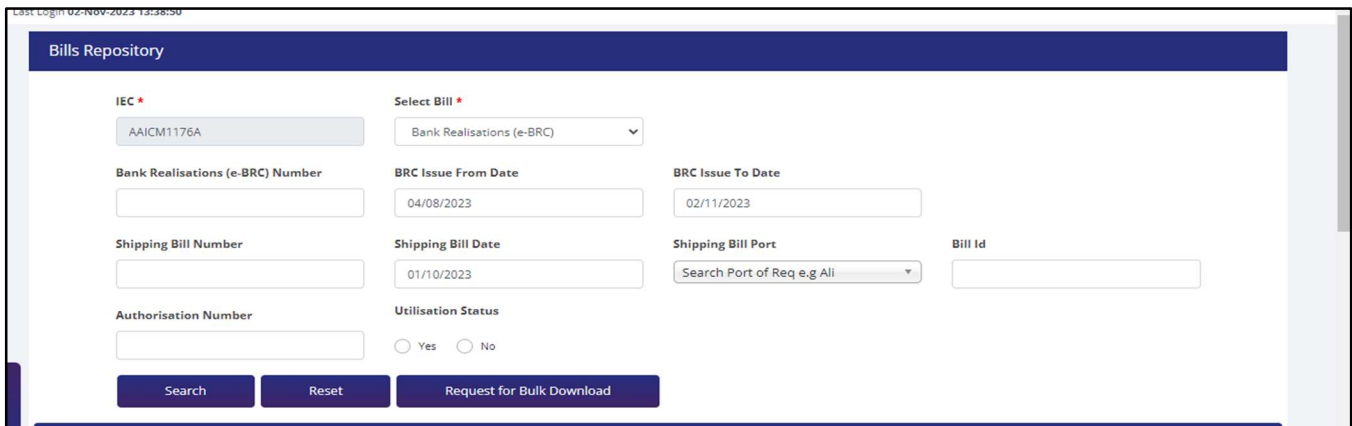 Last Login 02-Nov-2023 13:38:50
Bills Repository
IEC * Select Bill *
AAICM1176A Bank Realisations (e-BRC)
Bank Realisations (e-BRC) Number BRC Issue From Date BRC Issue To Date
04/08/2023 02/11/2023
Shipping Bill Number Shipping Bill Date Shipping Bill Port Bill Id
01/10/2023 Search Port of Req e.g Ali
Authorisation Number Utilisation Status
Yes No
Search Reset Request for Bulk Download